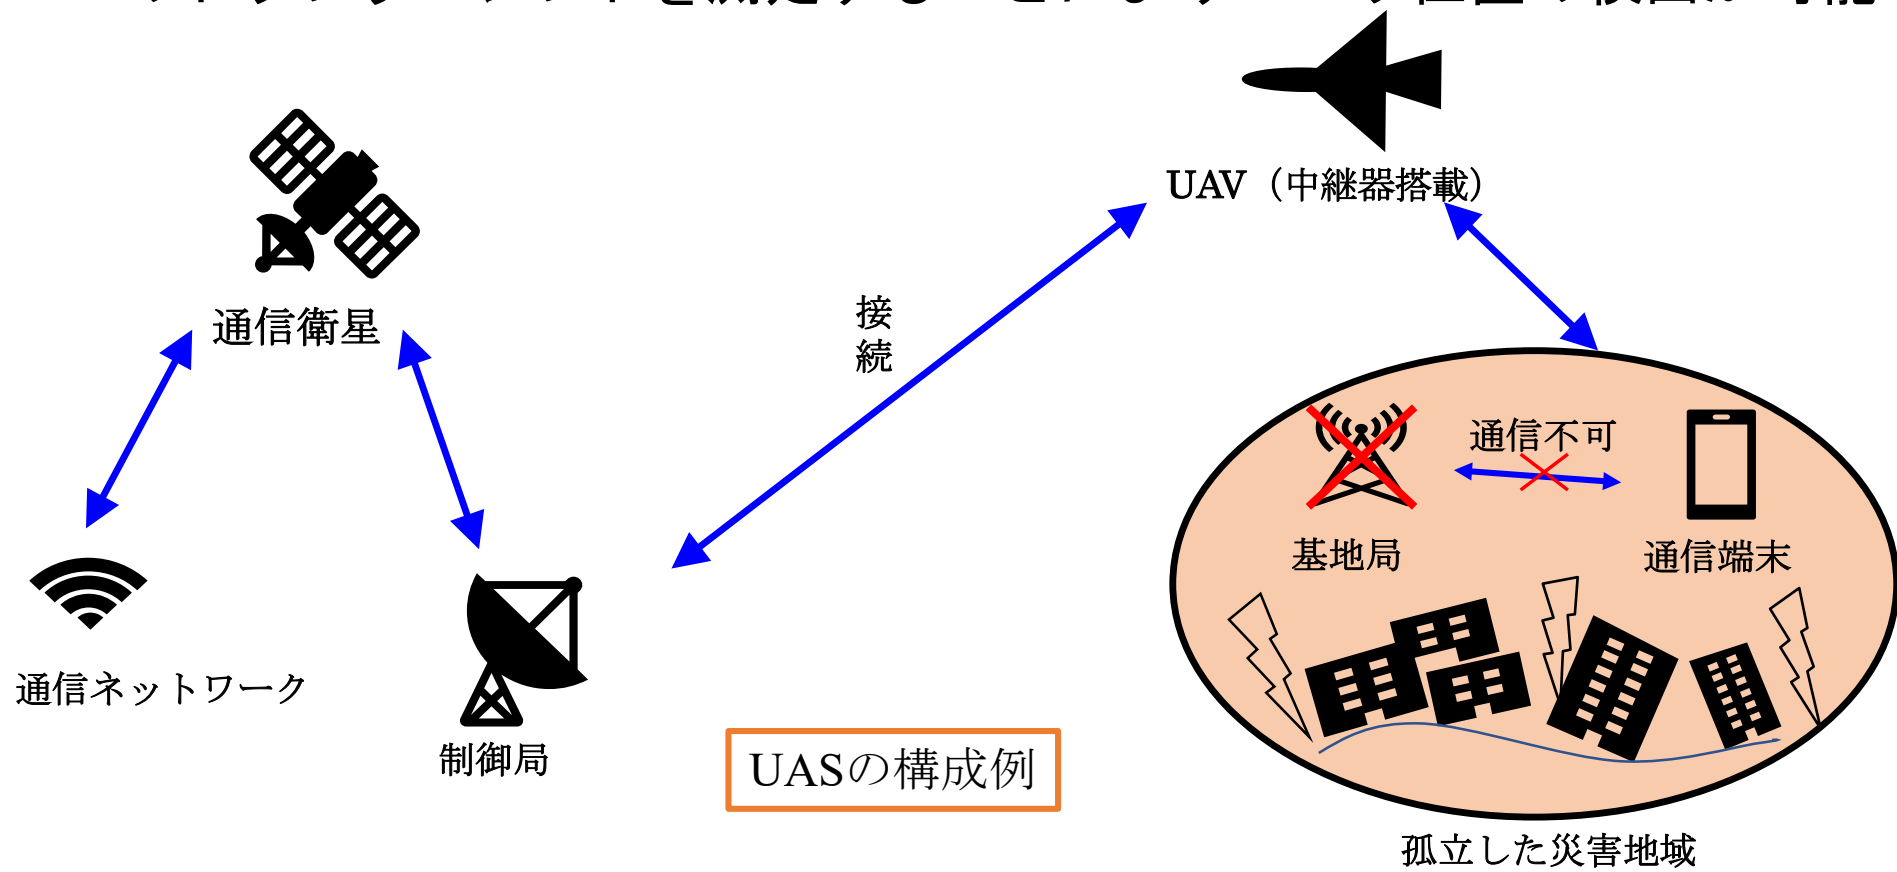 UAV（中継器搭載）
通信衛星
接続
通信不可
基地局
通信端末
通信ネットワーク
制御局
UASの構成例
孤立した災害地域